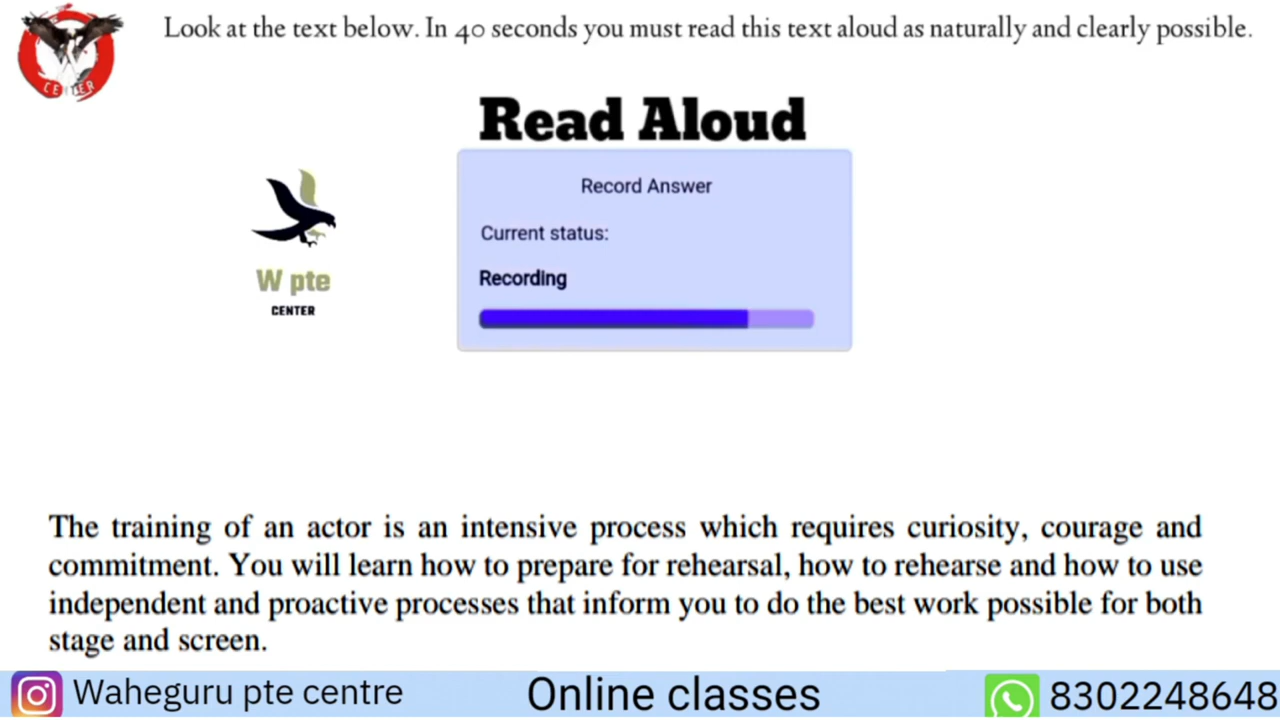 Look at the text below. In 40 seconds you must read this text aloud as naturally and clearly possible.
CENTER
Read Aloud
Record Answer
Current status:
Recording
W pte
CENTER
The training of an actor is an intensive process which requires curiosity, courage and
commitment. You will learn how to prepare for rehearsal, how to rehearse and how to use
independent and proactive processes that inform you to do the best work possible for both
stage and screen.
Waheguru pte centre
Online classes
8302248648